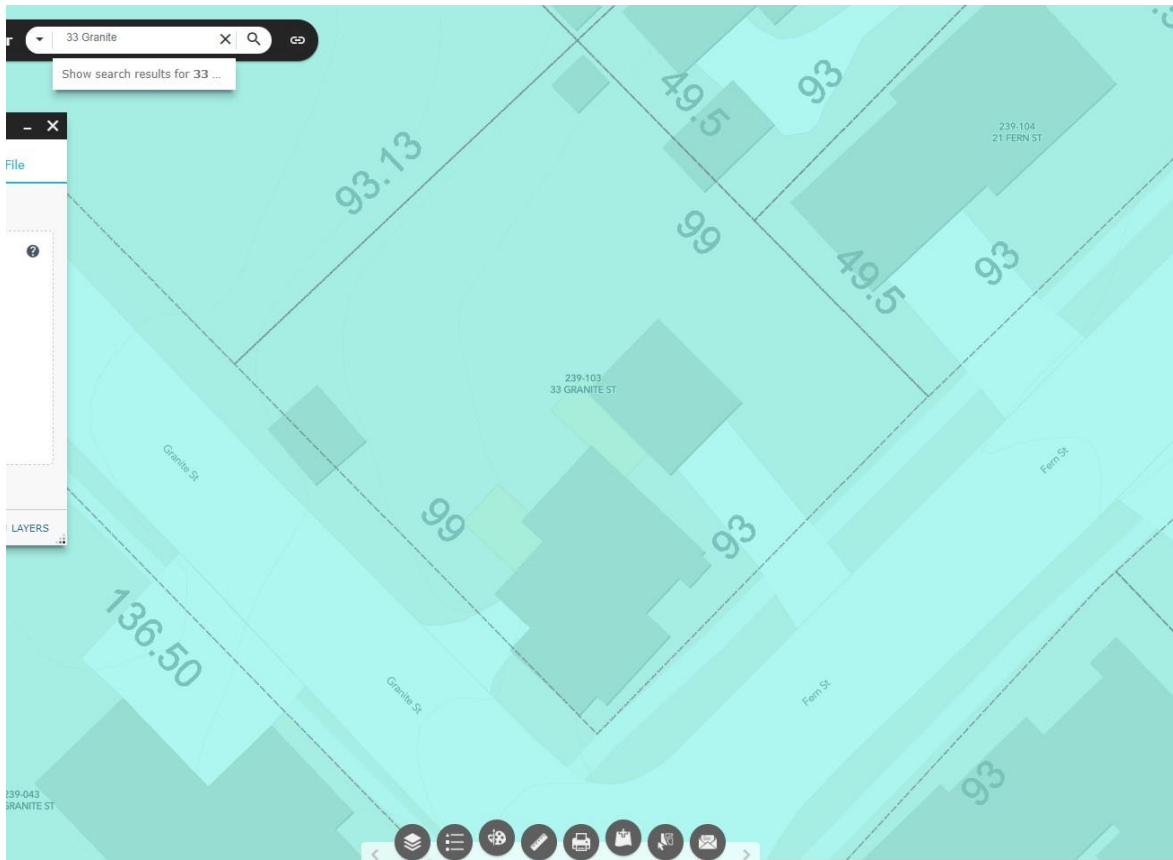 33 Granite
Show search results for 33 ...
File
LAYERS
93.13
49.5
93
239-104
21 FERN ST
99
49.5
93
239-103
33 GRANITE ST
Granite St
Fern St
99
93
136.50
Granite St
Fern St
93
239-043
GRANITE ST